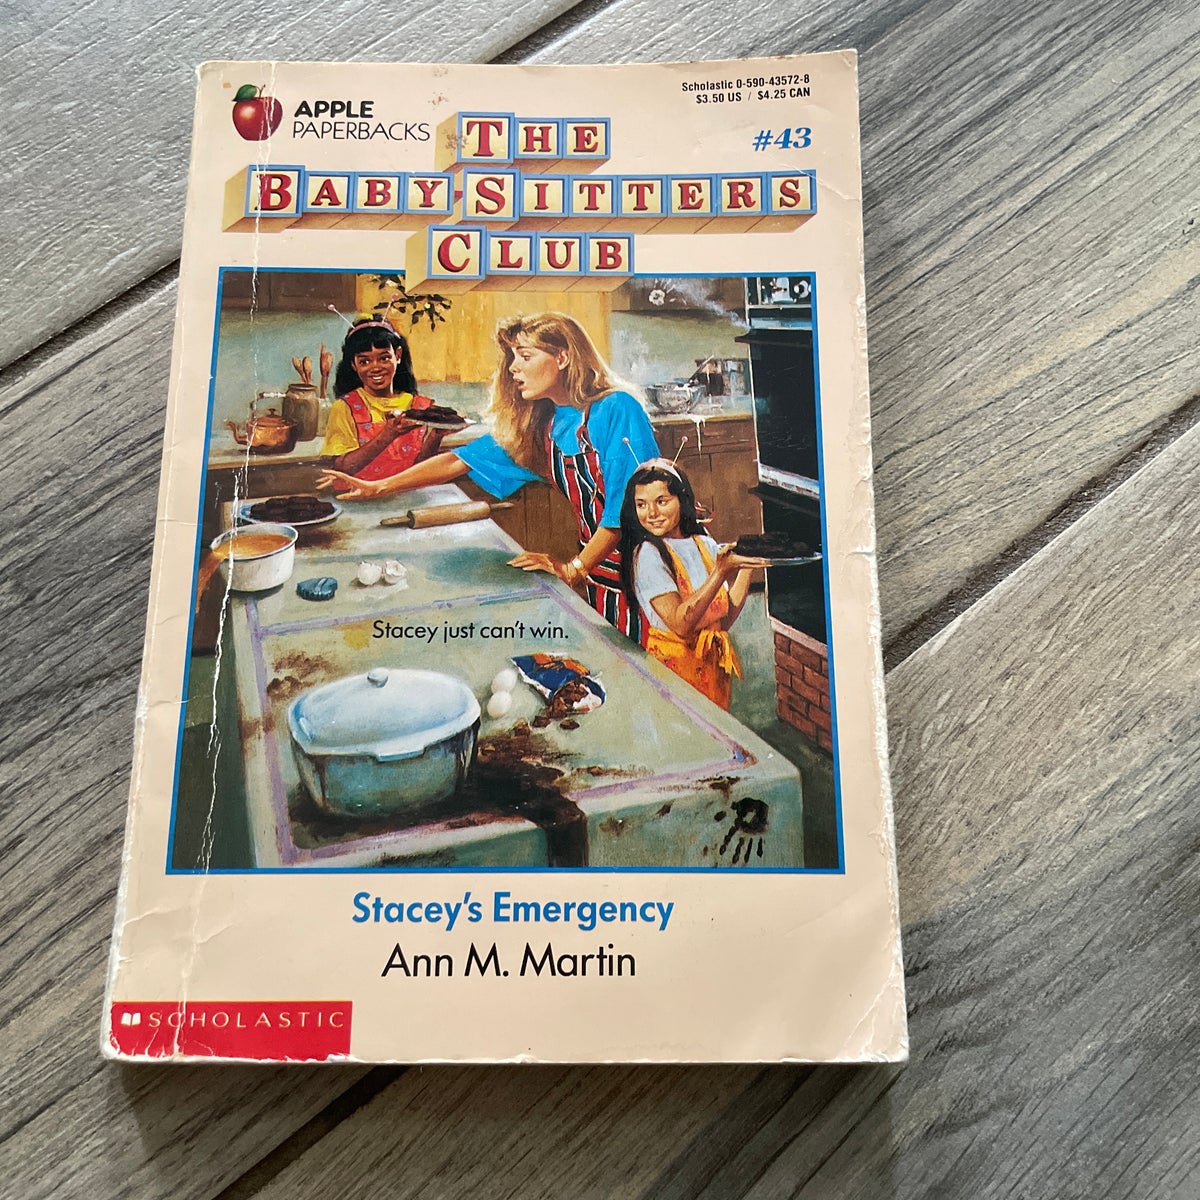 APPLE
PAPERBACKS
Scholastic 0-590-43572-8
$3.50 US / $4.25 CAN
#43
THE
BABY-SITTERS
CLUB
Stacey just can't win.
Stacey's Emergency
Ann M. Martin
SCHOLASTIC